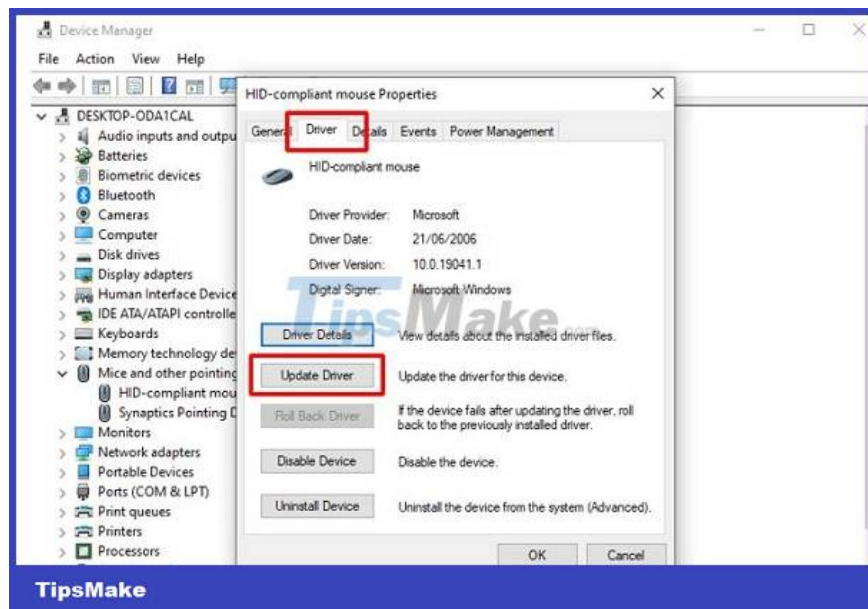 Device Manager
File Action View Help
HID-compliant mouse Properties
DESKTOP-ODA1CAL
Audio inputs and outpu
Batteries
Biometric devices
Bluetooth
Cameras
Computer
Disk drives
Display adapters
Human Interface Device
IDE ATA/ATAPI controlle
Keyboards
Memory technology de
Mice and other pointing
HID-compliant mou
Synaptics Pointing D
Monitors
Network adapters
Portable Devices
Ports (COM & LPT)
Print queues
Printers
Processors
General Driver Details Events Power Management
HID-compliant mouse
Driver Provider: Microsoft
Driver Date: 21/06/2006
Driver Version: 10.0.19041.1
Digital Signer: Microsoft Windows
TipsMake.com
Driver Details View details about the installed driver files.
Update Driver Update the driver for this device.
Roll Back Driver If the device fails after updating the driver, roll
back to the previously installed driver.
Disable Device Disable the device.
Uninstall Device Uninstall the device from the system (Advanced).
OK Cancel
TipsMake